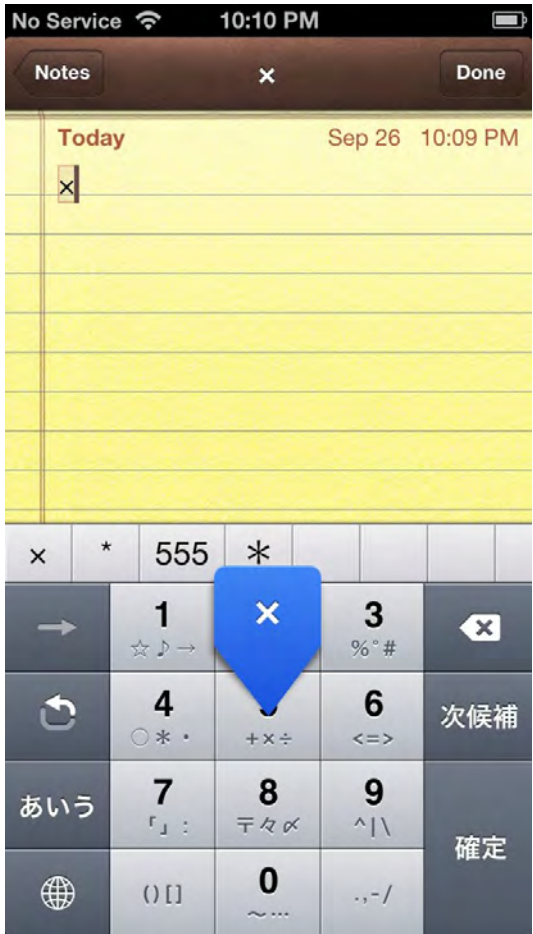 No Service 10:10 PM
Notes × Done
Today Sep 26 10:09 PM
×
× * 555 ＊
→ 1 × 3
☆♪→ %°#
4 6 次候補
○*・ +×÷ <=>
あいう 7 8 9
「」: 〒々〆 ^|\
確定
()[] 0 .,-/
～…